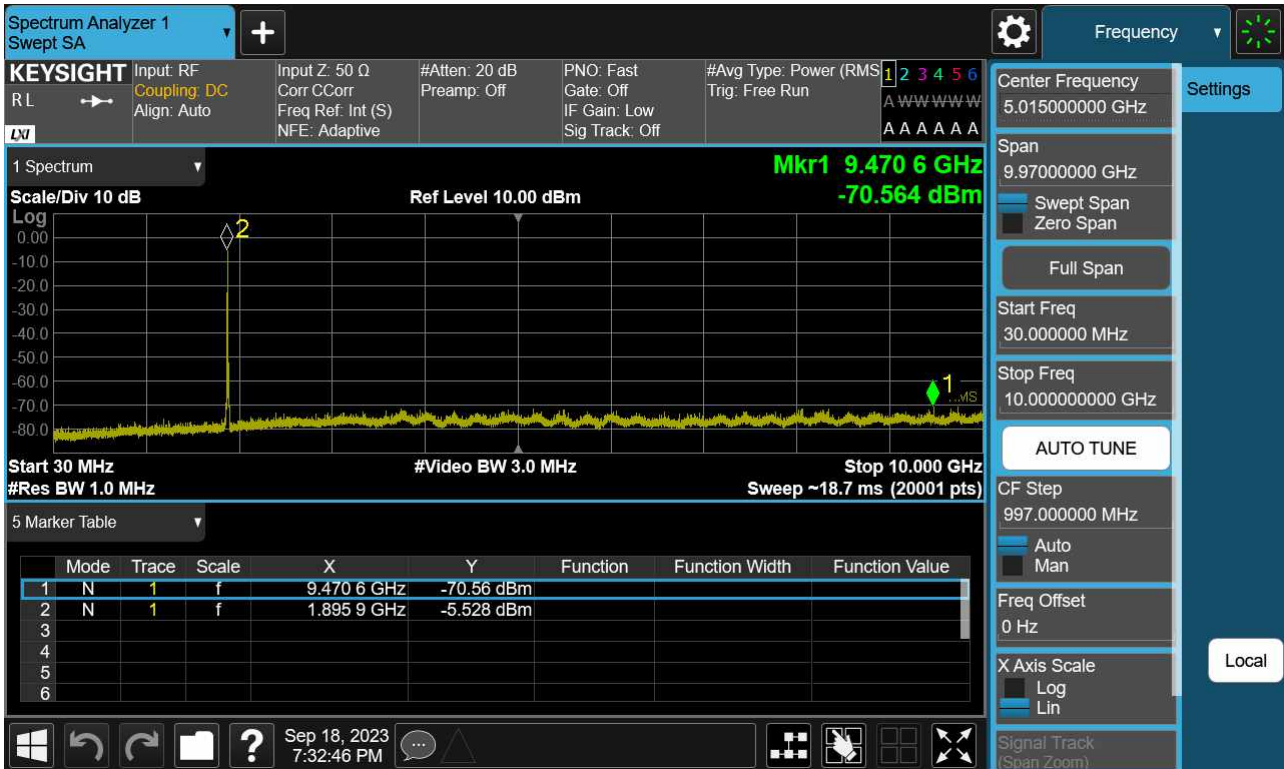 Spectrum Analyzer 1
Swept SA
+
Frequency
KEYSIGHT
R L
LXI
Input: RF
Coupling: DC
Align: Auto
Input Z: 50 Ω
Corr CCorr
Freq Ref: Int (S)
NFE: Adaptive
#Atten: 20 dB
Preamp: Off
PNO: Fast
Gate: Off
IF Gain: Low
Sig Track: Off
#Avg Type: Power (RMS
Trig: Free Run
1 2 3 4 5 6
A W W W W W
A A A A A A
1 Spectrum
Scale/Div 10 dB
Ref Level 10.00 dBm
Mkr1 9.470 6 GHz
-70.564 dBm
Log
0.00
-10.0
-20.0
-30.0
-40.0
-50.0
-60.0
-70.0
-80.0
2
1
Start 30 MHz
#Video BW 3.0 MHz
Stop 10.000 GHz
#Res BW 1.0 MHz
Sweep ~18.7 ms (20001 pts)
5 Marker Table
Mode Trace Scale X Y Function Function Width Function Value
1 N 1 f 9.470 6 GHz -70.56 dBm
2 N 1 f 1.895 9 GHz -5.528 dBm
3
4
5
6
Sep 18, 2023
7:32:46 PM
?
Center Frequency
5.015000000 GHz
Settings
Span
9.97000000 GHz
Swept Span
Zero Span
Full Span
Start Freq
30.000000 MHz
Stop Freq
10.000000000 GHz
AUTO TUNE
CF Step
997.000000 MHz
Auto
Man
Freq Offset
0 Hz
X Axis Scale
Log
Lin
Local
Signal Track
(Span Zoom)